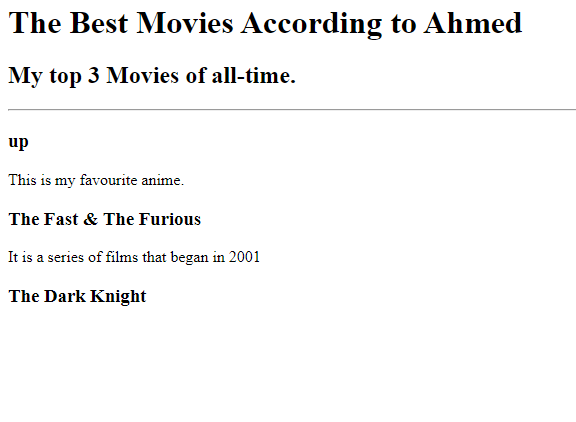 The Best Movies According to Ahmed
My top 3 Movies of all-time.
up
This is my favourite anime.
The Fast & The Furious
It is a series of films that began in 2001
The Dark Knight